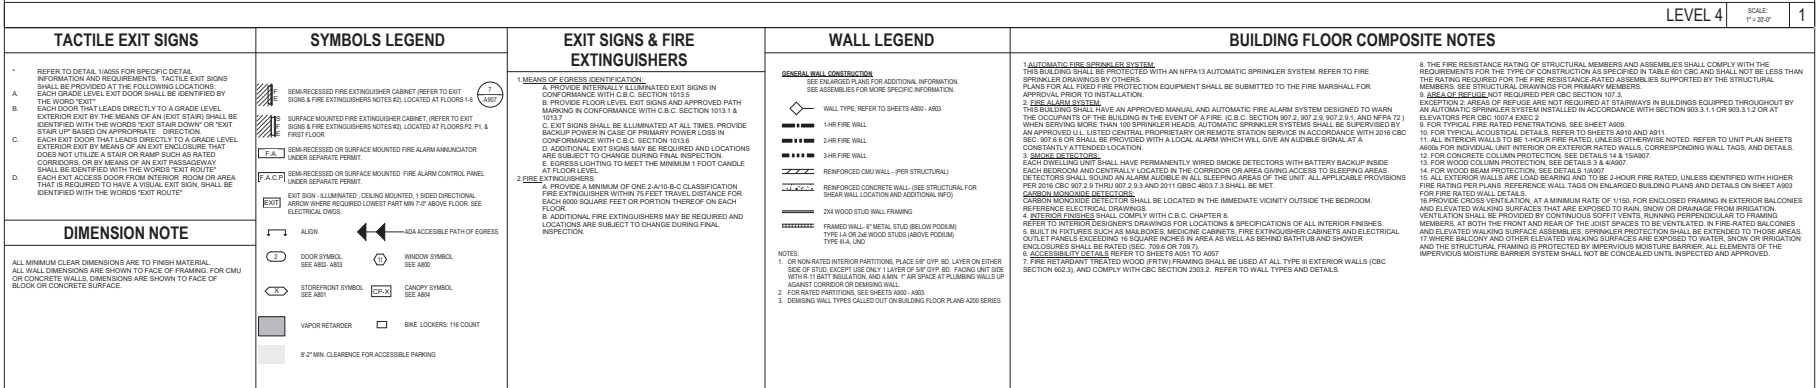 LEVEL 4
SCALE:
1" = 20'-0"
1
TACTILE EXIT SIGNS
* REFER TO DETAIL 1/A055 FOR SPECIFIC DETAIL
INFORMATION AND REQUIREMENTS. TACTILE EXIT SIGNS
SHALL BE PROVIDED AT THE FOLLOWING LOCATIONS:
A. EACH GRADE LEVEL EXIT DOOR SHALL BE IDENTIFIED BY
THE WORD "EXIT"
B. EACH DOOR THAT LEADS DIRECTLY TO A GRADE LEVEL
EXTERIOR EXIT BY THE MEANS OF AN (EXIT STAIR) SHALL BE
IDENTIFIED WITH THE WORDS "EXIT STAIR DOWN" OR "EXIT
STAIR UP" BASED ON APPROPRIATE DIRECTION.
C. EACH EXIT DOOR THAT LEADS DIRECTLY TO A GRADE LEVEL
EXTERIOR EXIT BY MEANS OF AN EXIT ENCLOSURE THAT
DOES NOT UTILIZE A STAIR OR RAMP SUCH AS RATED
CORRIDORS, OR BY MEANS OF AN EXIT PASSAGEWAY
SHALL BE IDENTIFIED WITH THE WORDS "EXIT ROUTE"
D. EACH EXIT ACCESS DOOR FROM INTERIOR ROOM OR AREA
THAT IS REQUIRED TO HAVE A VISUAL EXIT SIGN, SHALL BE
IDENTIFIED WITH THE WORDS "EXIT ROUTE"
DIMENSION NOTE
ALL MINIMUM CLEAR DIMENSIONS ARE TO FINISH MATERIAL.
ALL WALL DIMENSIONS ARE SHOWN TO FACE OF FRAMING. FOR CMU
OR CONCRETE WALLS, DIMENSIONS ARE SHOWN TO FACE OF
BLOCK OR CONCRETE SURFACE.
SYMBOLS LEGEND
F
E
SEMI-RECESSED FIRE EXTINGUISHER CABINET (REFER TO EXIT
SIGNS & FIRE EXTINGUISHERS NOTES #2). LOCATED AT FLOORS 1-6
7
A907
S
F
E
SURFACE MOUNTED FIRE EXTINGUISHER CABINET, (REFER TO EXIT
SIGNS & FIRE EXTINGUISHERS NOTES #2). LOCATED AT FLOORS P2, P1, &
FIRST FLOOR
F.A.
SEMI-RECESSED OR SURFACE MOUNTED FIRE ALARM ANNUNCIATOR
UNDER SEPARATE PERMIT.
F.A.C.P
SEMI-RECESSED OR SURFACE MOUNTED FIRE ALARM CONTROL PANEL
UNDER SEPARATE PERMIT.
EXIT
EXIT SIGN - ILLUMINATED , CEILING MOUNTED, 1 SIDED DIRECTIONAL
ARROW WHERE REQUIRED LOWEST PART MIN 7'-0" ABOVE FLOOR. SEE
ELECTRICAL DWGS.
ALIGN
ADA ACCESIBLE PATH OF EGRESS
2
DOOR SYMBOL
SEE A802- A803
11
WINDOW SYMBOL
SEE A800
X
STOREFRONT SYMBOL
SEE A801
CP-X
CANOPY SYMBOL
SEE A804
VAPOR RETARDER
BIKE LOCKERS: 116 COUNT
8'-2" MIN. CLEARENCE FOR ACCESSIBLE PARKING
EXIT SIGNS & FIRE
EXTINGUISHERS
1.MEANS OF EGRESS IDENTIFICATION:
A. PROVIDE INTERNALLY ILLUMINATED EXIT SIGNS IN
CONFORMANCE WITH C.B.C. SECTION 1013.5
B. PROVIDE FLOOR LEVEL EXIT SIGNS AND APPROVED PATH
MARKING IN CONFORMANCE WITH C.B.C. SECTION 1013.1 &
1013.7
C. EXIT SIGNS SHALL BE ILLUMINATED AT ALL TIMES. PROVIDE
BACKUP POWER IN CASE OF PRIMARY POWER LOSS IN
CONFORMANCE WITH C.B.C. SECTION 1013.6
D. ADDITIONAL EXIT SIGNS MAY BE REQUIRED AND LOCATIONS
ARE SUBJECT TO CHANGE DURING FINAL INSPECTION.
E. EGRESS LIGHTING TO MEET THE MINIMUM 1 FOOT CANDLE
AT FLOOR LEVEL.
2.FIRE EXTINGUISHERS:
A. PROVIDE A MINIMUM OF ONE 2-A/10-B-C CLASSIFICATION
FIRE EXTINGUISHER WITHIN 75 FEET TRAVEL DISTANCE FOR
EACH 6000 SQUARE FEET OR PORTION THEREOF ON EACH
FLOOR.
B. ADDITIONAL FIRE EXTINGUISHERS MAY BE REQUIRED AND
LOCATIONS ARE SUBJECT TO CHANGE DURING FINAL
INSPECTION.
WALL LEGEND
GENERAL WALL CONSTRUCTION
SEE ENLARGED PLANS FOR ADDITIONAL INFORMATION.
SEE ASSEMBLIES FOR MORE SPECIFIC INFORMATION.
WALL TYPE, REFER TO SHEETS A900 - A903
1-HR FIRE WALL
2-HR FIRE WALL
3-HR FIRE WALL
REINFORCED CMU WALL - (PER STRUCTURAL)
REINFORCED CONCRETE WALL- (SEE STRUCTURAL FOR
SHEAR WALL LOCATION AND ADDITIONAL INFO)
2X4 WOOD STUD WALL FRAMING
FRAMED WALL- 6" METAL STUD (BELOW PODIUM)
TYPE I-A OR 2x6 WOOD STUDS (ABOVE PODIUM)
TYPE III-A, UNO
NOTES:
1. OR NON-RATED INTERIOR PARTITIONS, PLACE 5/8" GYP. BD. LAYER ON EITHER
SIDE OF STUD, EXCEPT USE ONLY 1 LAYER OF 5/8" GYP. BD. FACING UNIT SIDE
WITH R-11 BATT INSULATION, AND A MIN. 1" AIR SPACE AT PLUMBING WALLS UP
AGAINST CORRIDOR OR DEMISING WALL.
2. FOR RATED PARTITIONS, SEE SHEETS A900 - A903.
3. DEMISING WALL TYPES CALLED OUT ON BUILDING FLOOR PLANS A200 SERIES
BUILDING FLOOR COMPOSITE NOTES
1.AUTOMATIC FIRE SPRINKLER SYSTEM:
THIS BUILDING SHALL BE PROTECTED WITH AN NFPA13 AUTOMATIC SPRINKLER SYSTEM. REFER TO FIRE
SPRINKLER DRAWINGS BY OTHERS.
PLANS FOR ALL FIXED FIRE PROTECTION EQUIPMENT SHALL BE SUBMITTED TO THE FIRE MARSHALL FOR
APPROVAL PRIOR TO INSTALLATION.
2. FIRE ALARM SYSTEM:
THIS BUILDING SHALL HAVE AN APPROVED MANUAL AND AUTOMATIC FIRE ALARM SYSTEM DESIGNED TO WARN
THE OCCUPANTS OF THE BUILDING IN THE EVENT OF A FIRE. (C.B.C. SECTION 907.2, 907.2.9, 907.2.9.1, AND NFPA 72 )
WHEN SERVING MORE THAN 100 SPRINKLER HEADS, AUTOMATIC SPRINKLER SYSTEMS SHALL BE SUPERVISED BY
AN APPROVED U.L. LISTED CENTRAL PROPRIETARY OR REMOTE STATION SERVICE IN ACCORDANCE WITH 2016 CBC
SEC. 907.6.6 OR SHALL BE PROVIDED WITH A LOCAL ALARM WHICH WILL GIVE AN AUDIBLE SIGNAL AT A
CONSTANTLY ATTENDED LOCATION.
3. SMOKE DETECTORS:
EACH DWELLING UNIT SHALL HAVE PERMANENTLY WIRED SMOKE DETECTORS WITH BATTERY BACKUP INSIDE
EACH BEDROOM AND CENTRALLY LOCATED IN THE CORRIDOR OR AREA GIVING ACCESS TO SLEEPING AREAS.
DETECTORS SHALL SOUND AN ALARM AUDIBLE IN ALL SLEEPING AREAS OF THE UNIT. ALL APPLICABLE PROVISIONS
PER 2016 CBC 907.2.9 THRU 907.2.9.3 AND 2011 GBSC 4603.7.3 SHALL BE MET.
CARBON MONOXIDE DETECTORS:
CARBON MONOXIDE DETECTOR SHALL BE LOCATED IN THE IMMEDIATE VICINITY OUTSIDE THE BEDROOM.
REFERENCE ELECTRICAL DRAWINGS.
4. INTERIOR FINISHES SHALL COMPLY WITH C.B.C. CHAPTER 8.
REFER TO INTERIOR DESIGNER'S DRAWINGS FOR LOCATIONS & SPECIFICATIONS OF ALL INTERIOR FINISHES.
5. BUILT IN FIXTURES SUCH AS MAILBOXES, MEDICINE CABINETS, FIRE EXTINGUISHER CABINETS AND ELECTRICAL
OUTLET PANELS EXCEEDING 16 SQUARE INCHES IN AREA AS WELL AS BEHIND BATHTUB AND SHOWER
ENCLOSURES SHALL BE RATED (SEC. 709.6 OR 709.7).
6. ACCESSIBILITY DETAILS REFER TO SHEETS A051 TO A057
7. FIRE RETARDANT TREATED WOOD (FRTW) FRAMING SHALL BE USED AT ALL TYPE III EXTERIOR WALLS (CBC
SECTION 602.3), AND COMPLY WITH CBC SECTION 2303.2. REFER TO WALL TYPES AND DETAILS.
8. THE FIRE RESISTANCE RATING OF STRUCTURAL MEMBERS AND ASSEMBLIES SHALL COMPLY WITH THE
REQUIREMENTS FOR THE TYPE OF CONSTRUCTION AS SPECIFIED IN TABLE 601 CBC AND SHALL NOT BE LESS THAN
THE RATING REQUIRED FOR THE FIRE RESISTANCE-RATED ASSEMBLIES SUPPORTED BY THE STRUCTURAL
MEMBERS. SEE STRUCTURAL DRAWINGS FOR PRIMARY MEMBERS.
9. AREA OF REFUGE NOT REQUIRED PER CBC SECTION 107.3,
EXCEPTION 2: AREAS OF REFUGE ARE NOT REQUIRED AT STAIRWAYS IN BUILDINGS EQUIPPED THROUGHOUT BY
AN AUTOMATIC SPRINKLER SYSTEM INSTALLED IN ACCORDANCE WITH SECTION 903.3.1.1 OR 903.3.1.2 OR AT
ELEVATORS PER CBC 1007.4 EXEC 2
9. FOR TYPICAL FIRE RATED PENETRATIONS, SEE SHEET A909.
10. FOR TYPICAL ACOUSTICAL DETAILS, REFER TO SHEETS A910 AND A911.
11. ALL INTERIOR WALLS TO BE 1-HOUR FIRE RATED, UNLESS OTHERWISE NOTED. REFER TO UNIT PLAN SHEETS
A600s FOR INDIVIDUAL UNIT INTERIOR OR EXTERIOR RATED WALLS, CORRESPONDING WALL TAGS, AND DETAILS.
12. FOR CONCRETE COLUMN PROTECTION, SEE DETAILS 14 & 15/A907.
13. FOR WOOD COLUMN PROTECTION, SEE DETAILS 3 & 4/A907.
14. FOR WOOD BEAM PROTECTION, SEE DETAILS 1/A907
15. ALL EXTERIOR WALLS ARE LOAD BEARING AND TO BE 2-HOUR FIRE RATED, UNLESS IDENTIFIED WITH HIGHER
FIRE RATING PER PLANS. REFERENCE WALL TAGS ON ENLARGED BUILDING PLANS AND DETAILS ON SHEET A903
FOR FIRE RATED WALL DETAILS.
16.PROVIDE CROSS VENTILATION, AT A MINIMUM RATE OF 1/150, FOR ENCLOSED FRAMING IN EXTERIOR BALCONIES
AND ELEVATED WALKING SURFACES THAT ARE EXPOSED TO RAIN, SNOW OR DRAINAGE FROM IRRIGATION.
VENTILATION SHALL BE PROVIDED BY CONTINUOUS SOFFIT VENTS, RUNNING PERPENDICULAR TO FRAMING
MEMBERS, AT BOTH THE FRONT AND REAR OF THE JOIST SPACES TO BE VENTILATED. IN FIRE-RATED BALCONIES
AND ELEVATED WALKING SURFACE ASSEMBLIES, SPRINKLER PROTECTION SHALL BE EXTENDED TO THOSE AREAS.
17.WHERE BALCONY AND OTHER ELEVATED WALKING SURFACES ARE EXPOSED TO WATER, SNOW OR IRRIGATION
AND THE STRUCTURAL FRAMING IS PROTECTED BY IMPERVIOUS MOISTURE BARRIER, ALL ELEMENTS OF THE
IMPERVIOUS MOISTURE BARRIER SYSTEM SHALL NOT BE CONCEALED UNTIL INSPECTED AND APPROVED.